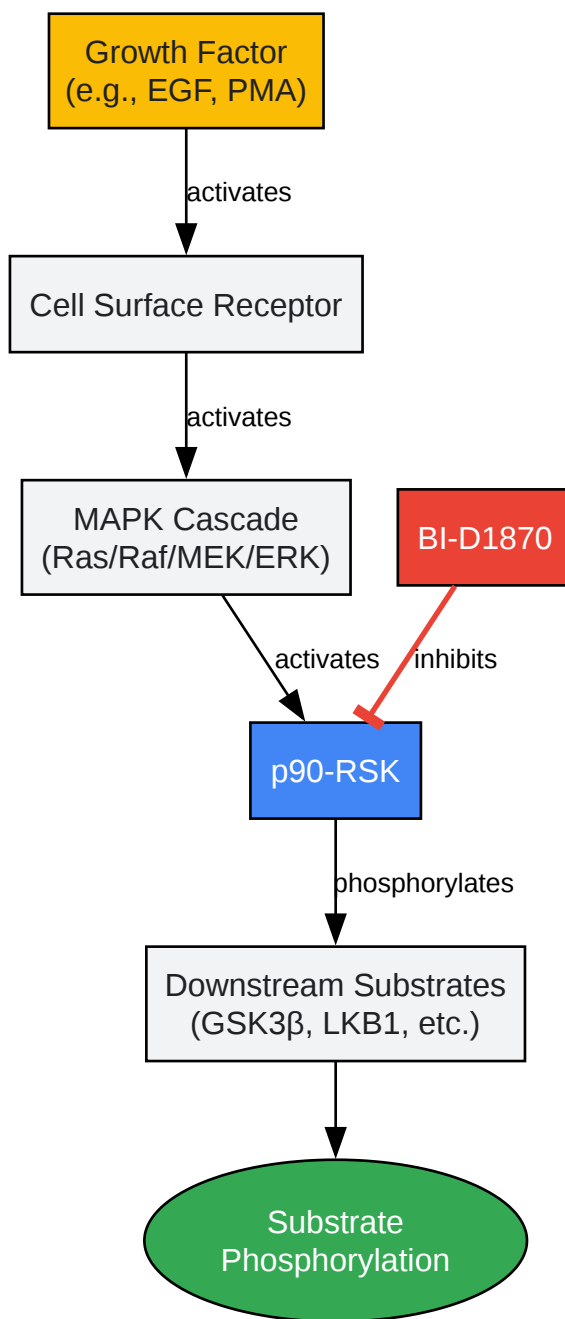 Growth Factor
(e.g., EGF, PMA)
activates
Cell Surface Receptor
activates
MAPK Cascade
(Ras/Raf/MEK/ERK)
BI-D1870
activates
inhibits
p90-RSK
phosphorylates
Downstream Substrates
(GSK3β, LKB1, etc.)
Substrate
Phosphorylation